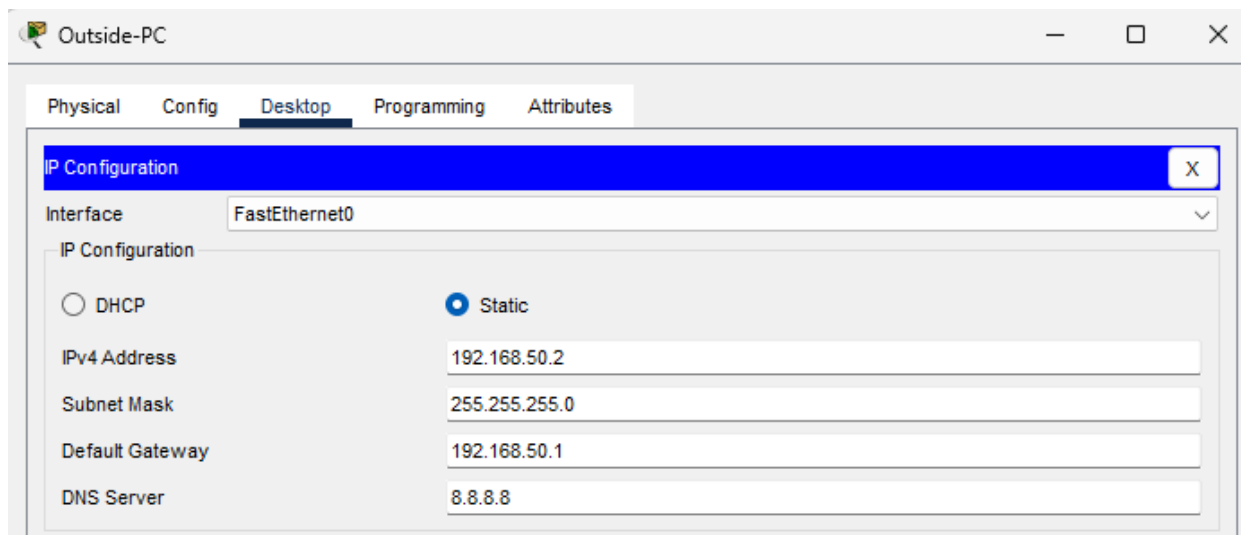 Outside-PC
Physical Config Desktop Programming Attributes
IP Configuration X
Interface FastEthernet0
IP Configuration
DHCP Static
IPv4 Address 192.168.50.2
Subnet Mask 255.255.255.0
Default Gateway 192.168.50.1
DNS Server 8.8.8.8